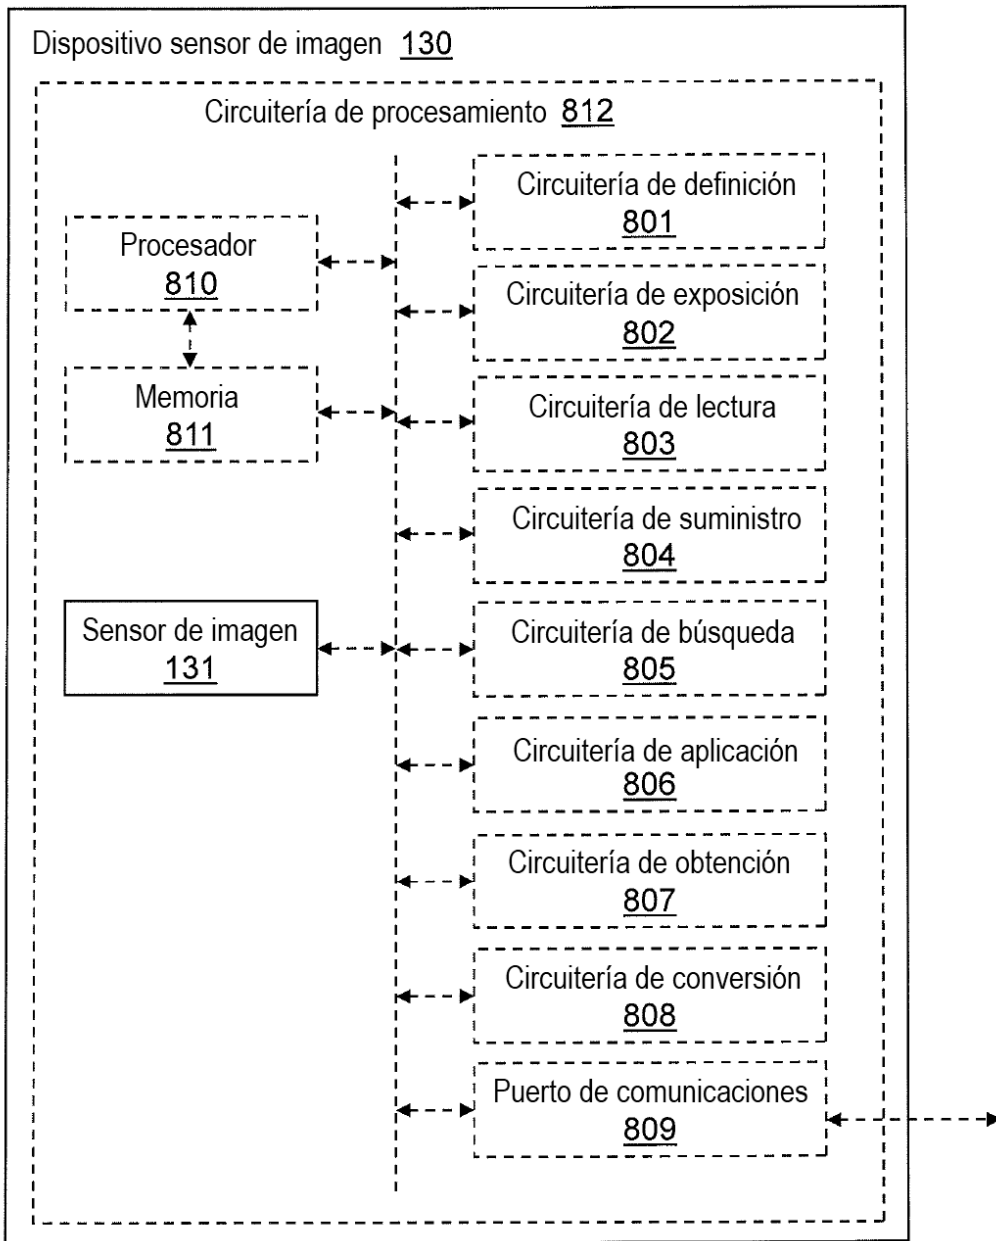 Dispositivo sensor de imagen 130
Circuitería de procesamiento 812
Procesador
810
Memoria
811
Sensor de imagen
131
Circuitería de definición
801
Circuitería de exposición
802
Circuitería de lectura
803
Circuitería de suministro
804
Circuitería de búsqueda
805
Circuitería de aplicación
806
Circuitería de obtención
807
Circuitería de conversión
808
Puerto de comunicaciones
809